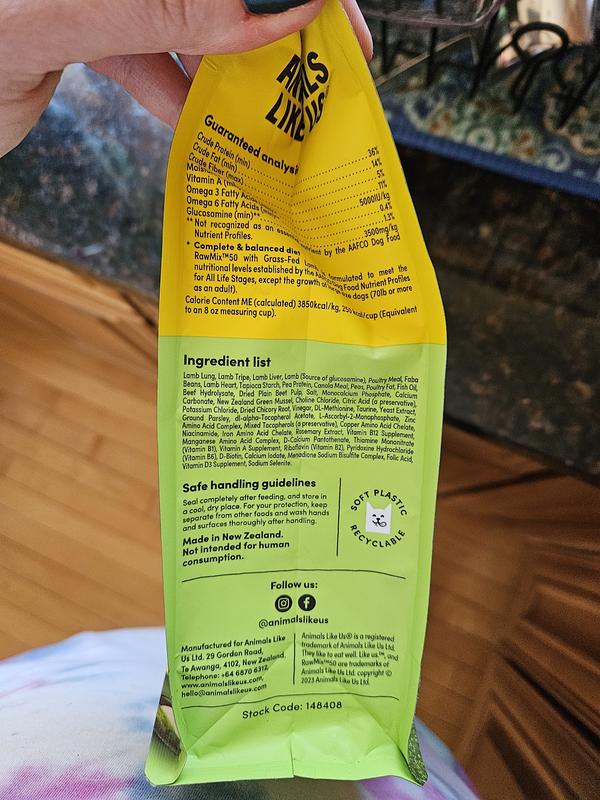 ANIMALS
LIKE US
Guaranteed analysis
Crude Protein (min) 36%
Crude Fat (min) 14%
Crude Fiber (max) 5%
11%
Vitamin A 5000IU/kg
Omega 3 Fatty 0.4%
Omega 6 Fatty Acids 1.3%
Glucosamine (min)** 3500mg/kg
** Not recognized as an essential nutrient by the AAFCO Dog Food
Nutrient Profiles.
* Complete & balanced diet
RawMix™50 with Grass-Fed Lamb formulated to meet the
nutritional levels established by the AAFCO Dog Food Nutrient Profiles
for All Life Stages, except the growth of large size dogs (70lb or more
as an adult).
Calorie Content ME (calculated) 3850kcal/kg, kcal/cup (Equivalent
to an 8 oz measuring cup).
Ingredient list
Lamb Lung, Lamb Tripe, Lamb Liver, Lamb (Source of glucosamine), Poultry Meal, Faba
Beans, Lamb Heart, Tapioca Starch, Pea Protein, Canola Meal, Peas, Poultry Fat, Fish Oil,
Beef Hydrolysate, Dried Plain Beet Pulp, Salt, Monocalcium Phosphate, Calcium
Carbonate, New Zealand Green Mussel, Choline Chloride, Citric Acid (a preservative),
Potassium Chloride, Dried Chicory Root, Vinegar, DL-Methionine, Taurine, Yeast Extract,
Ground Parsley, dl-alpha-Tocopherol Acetate, L-Ascorbyl-2-Monophosphate, Zinc
Amino Acid Complex, Mixed Tocopherols (a preservative), Copper Amino Acid Chelate,
Niacinamide, Iron Amino Acid Chelate, Rosemary Extract, Vitamin B12 Supplement,
Manganese Amino Acid Complex, D-Calcium Pantothenate, Thiamine Mononitrate
(Vitamin B1), Vitamin A Supplement, Riboflavin (Vitamin B2), Pyridoxine Hydrochloride
(Vitamin B6), D-Biotin, Calcium Iodate, Menadione Sodium Bisulfite Complex, Folic Acid,
Vitamin D3 Supplement, Sodium Selenite.
Safe handling guidelines
Seal completely after feeding, and store in
a cool, dry place. For your protection, keep
separate from other foods and wash hands
and surfaces thoroughly after handling.
Made in New Zealand.
Not intended for human
consumption.
SOFT PLASTIC
RECYCLABLE
Follow us:
@animalslikeus
Manufactured for Animals Like
Us Ltd. 29 Gordon Road,
Te Awanga, 4102, New Zealand.
Telephone: +64 6870 6312.
www.animalslikeus.com,
hello@animalslikeus.com
Animals Like Us® is a registered
trademark of Animals Like Us Ltd.
They like to eat well. Like us.™, and
RawMix™50 are trademarks of
Animals Like Us Ltd. copyright ©
2023 Animals Like Us Ltd.
Stock Code: 148408